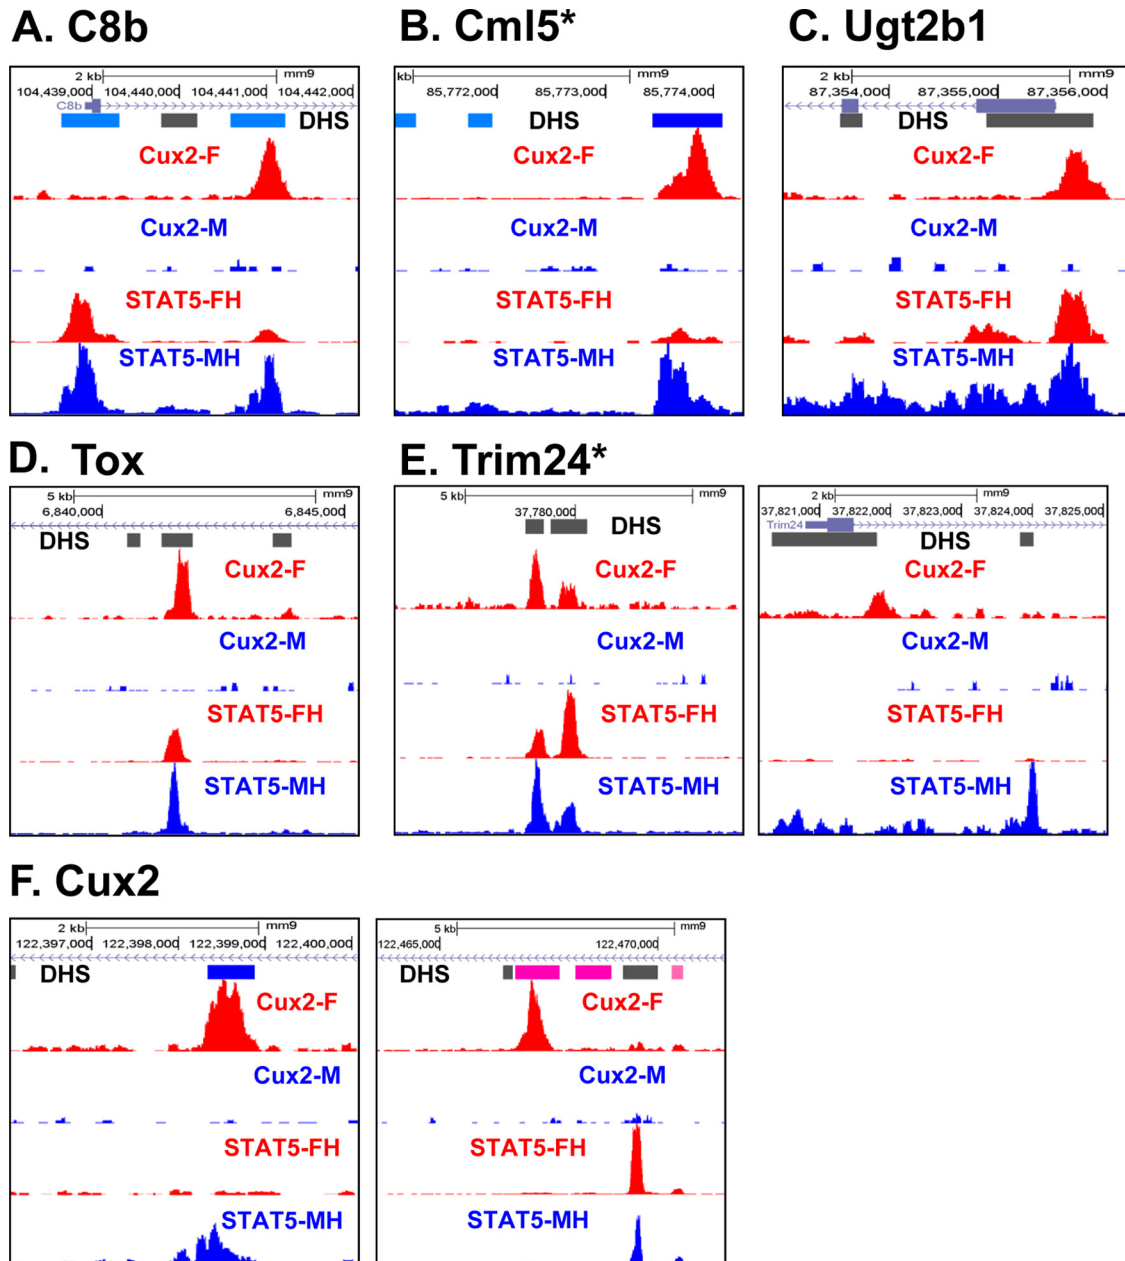 A. C8b
2 kb mm9
104,439,000 104,440,000 104,441,000 104,442,000
C8b
DHS
Cux2-F
Cux2-M
STAT5-FH
STAT5-MH
B. Cml5*
kb mm9
85,772,000 85,773,000 85,774,000
DHS
Cux2-F
Cux2-M
STAT5-FH
STAT5-MH
C. Ugt2b1
2 kb mm9
87,354,000 87,355,000 87,356,000
DHS
Cux2-F
Cux2-M
STAT5-FH
STAT5-MH
D. Tox
5 kb mm9
6,840,000 6,845,000
DHS
Cux2-F
Cux2-M
STAT5-FH
STAT5-MH
E. Trim24*
5 kb mm9
37,780,000
DHS
Cux2-F
Cux2-M
STAT5-FH
STAT5-MH
2 kb mm9
37,821,000 37,822,000 37,823,000 37,824,000 37,825,000
Trim24
DHS
Cux2-F
Cux2-M
STAT5-FH
STAT5-MH
F. Cux2
2 kb mm9
122,397,000 122,398,000 122,399,000 122,400,000
DHS
Cux2-F
Cux2-M
STAT5-FH
STAT5-MH
5 kb mm9
122,465,000 122,470,000
DHS
Cux2-F
Cux2-M
STAT5-FH
STAT5-MH